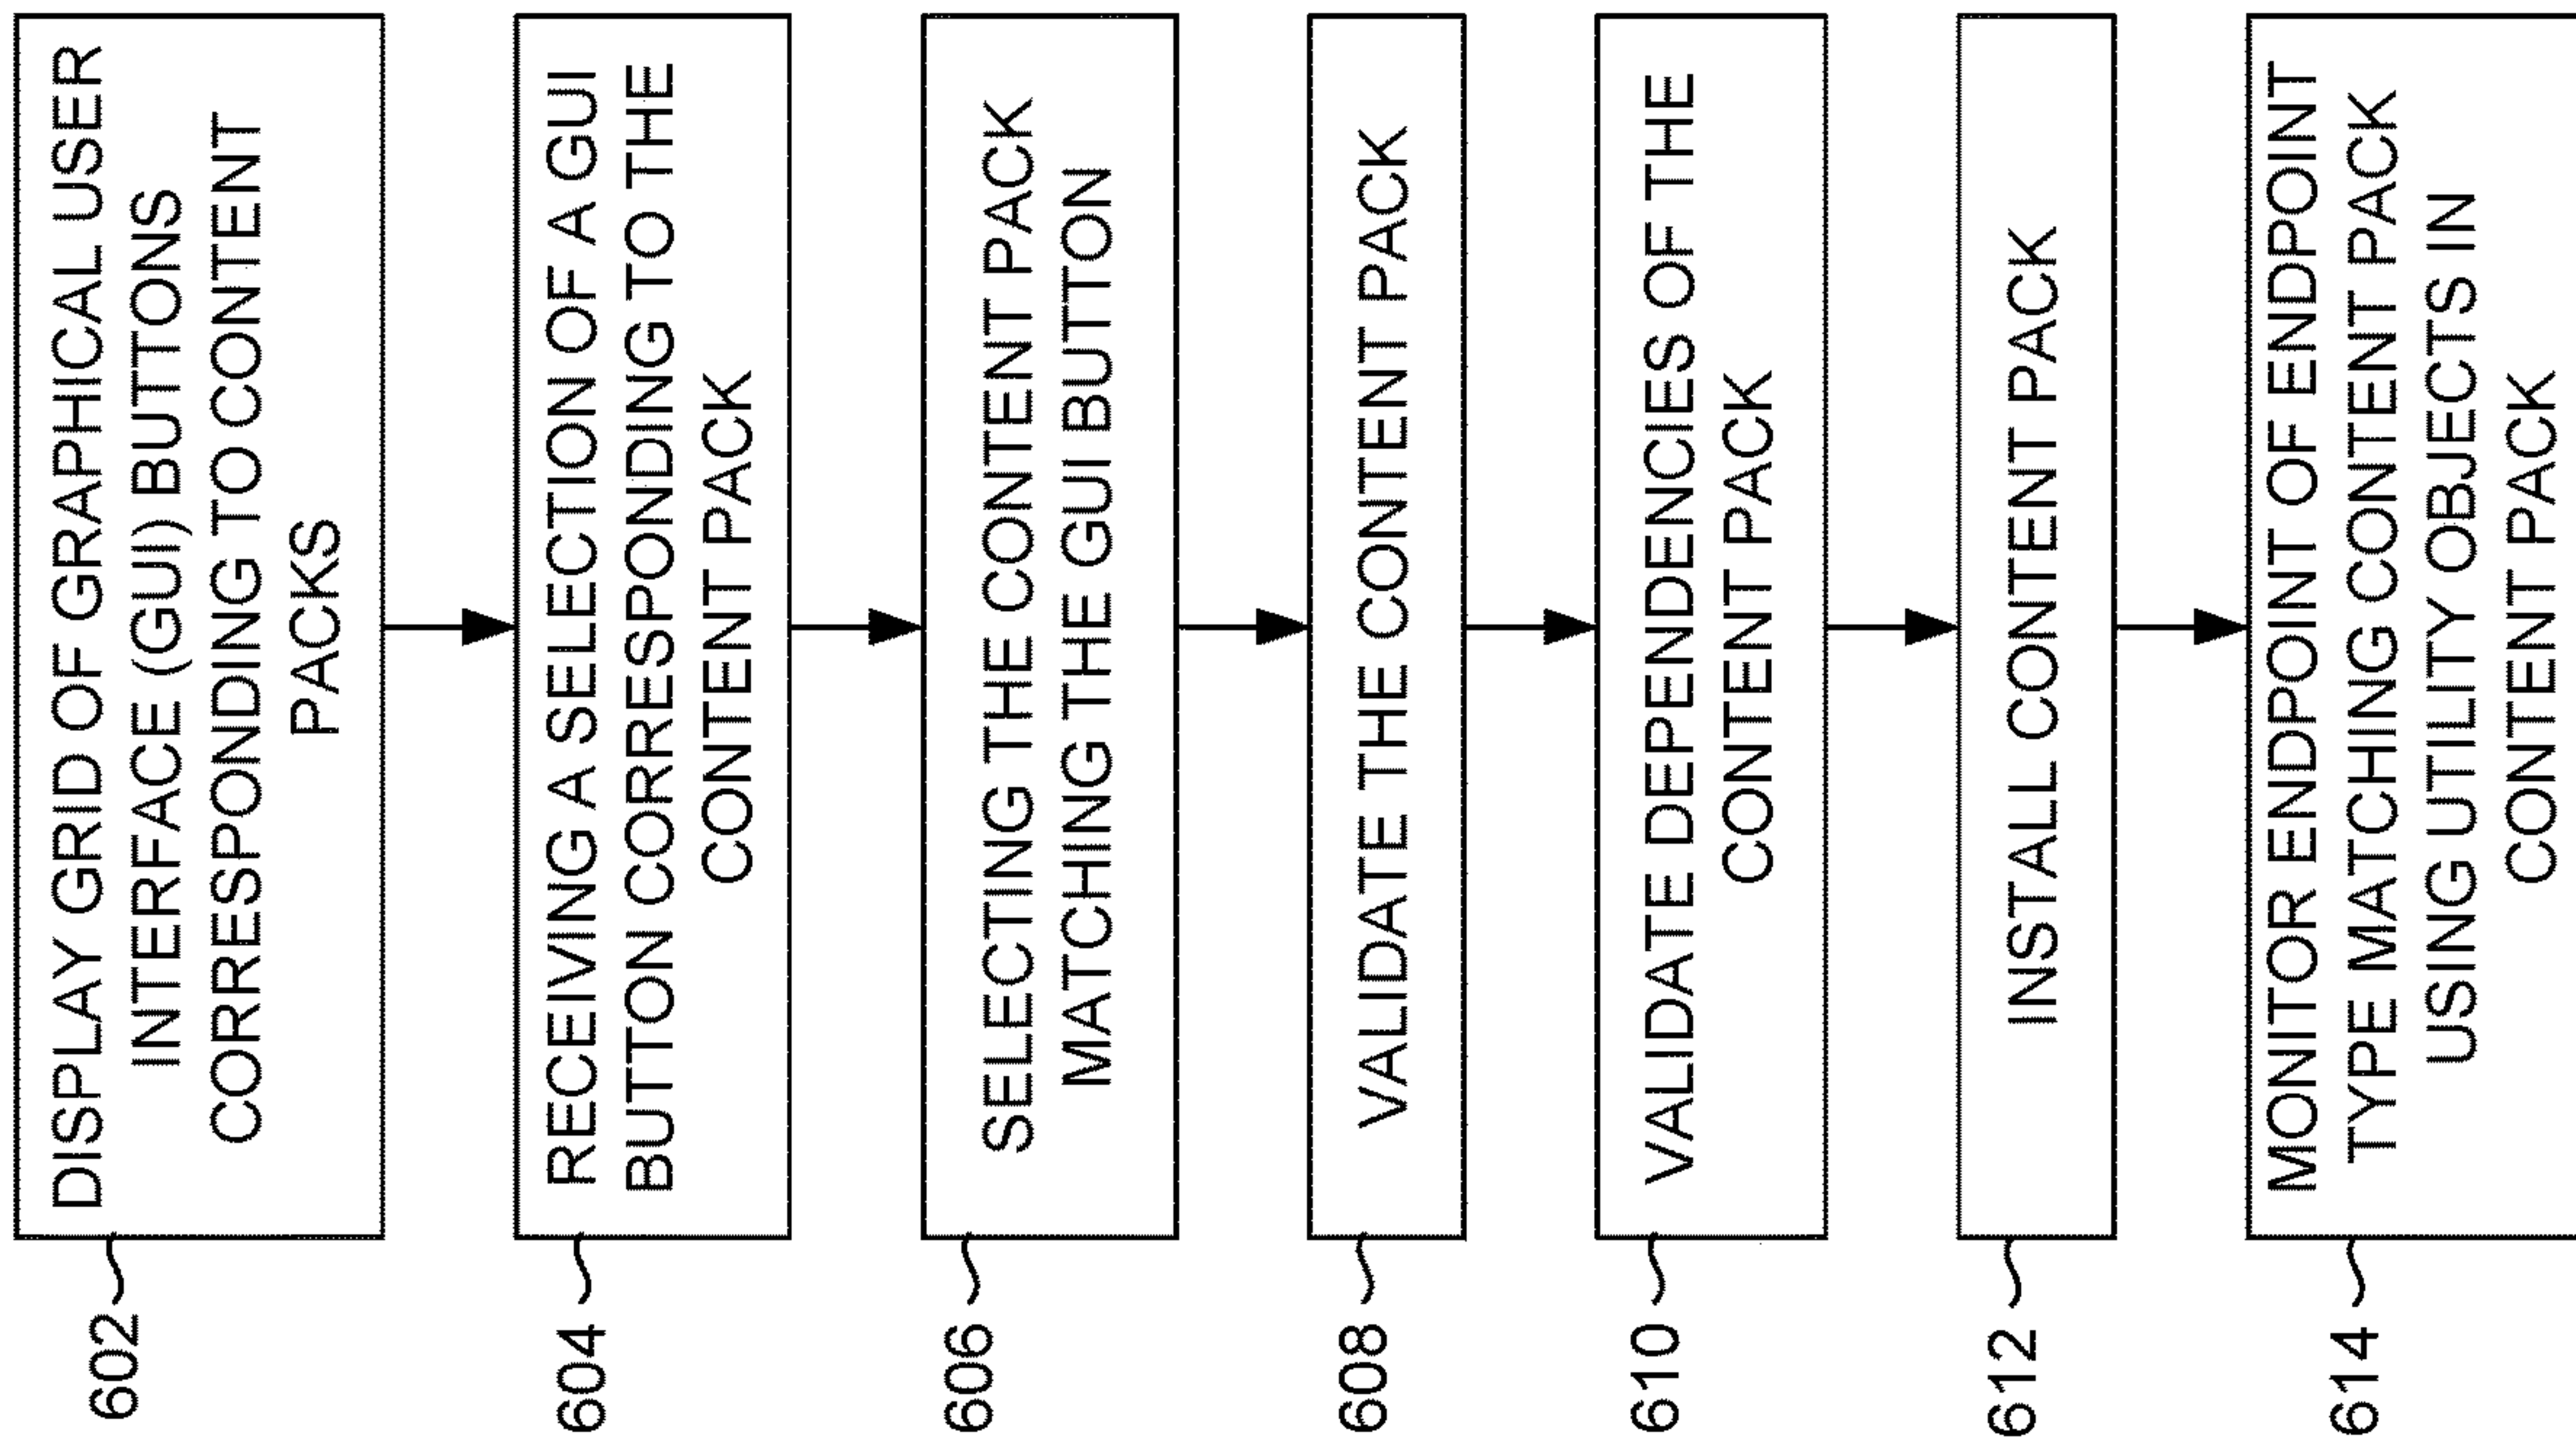 602
DISPLAY GRID OF GRAPHICAL USER
INTERFACE (GUI) BUTTONS
CORRESPONDING TO CONTENT
PACKS
604
RECEIVING A SELECTION OF A GUI
BUTTON CORRESPONDING TO THE
CONTENT PACK
606
SELECTING THE CONTENT PACK
MATCHING THE GUI BUTTON
608
VALIDATE THE CONTENT PACK
610
VALIDATE DEPENDENCIES OF THE
CONTENT PACK
612
INSTALL CONTENT PACK
614
MONITOR ENDPOINT OF ENDPOINT
TYPE MATCHING CONTENT PACK
USING UTILITY OBJECTS IN
CONTENT PACK